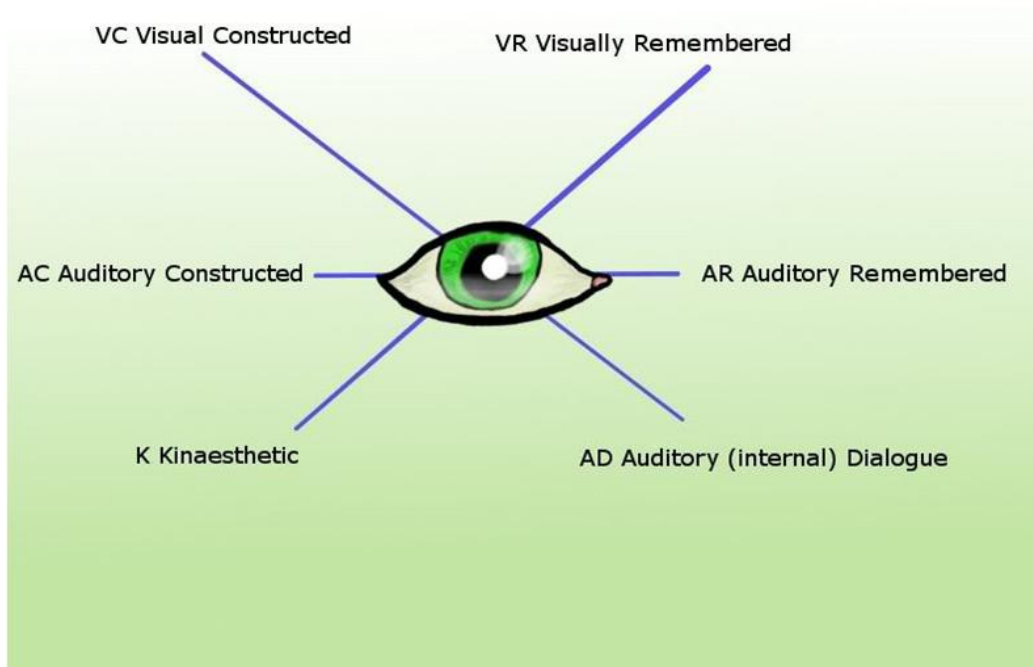 VC Visual Constructed
VR Visually Remembered
AC Auditory Constructed
AR Auditory Remembered
K Kinaesthetic
AD Auditory (internal) Dialogue